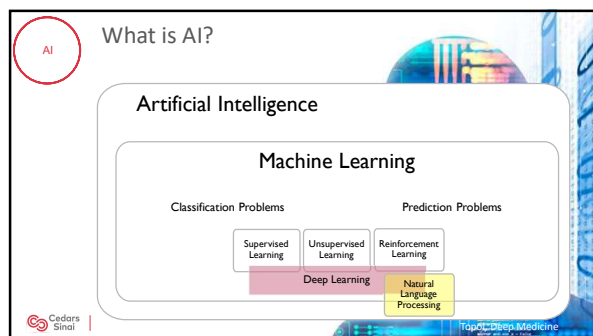 AI
What is AI?
Artificial Intelligence
Machine Learning
Classification Problems
Prediction Problems
Supervised
Learning
Unsupervised
Learning
Reinforcement
Learning
Deep Learning
Natural
Language
Processing
Cedars
Sinai
Topol, Deep Medicine